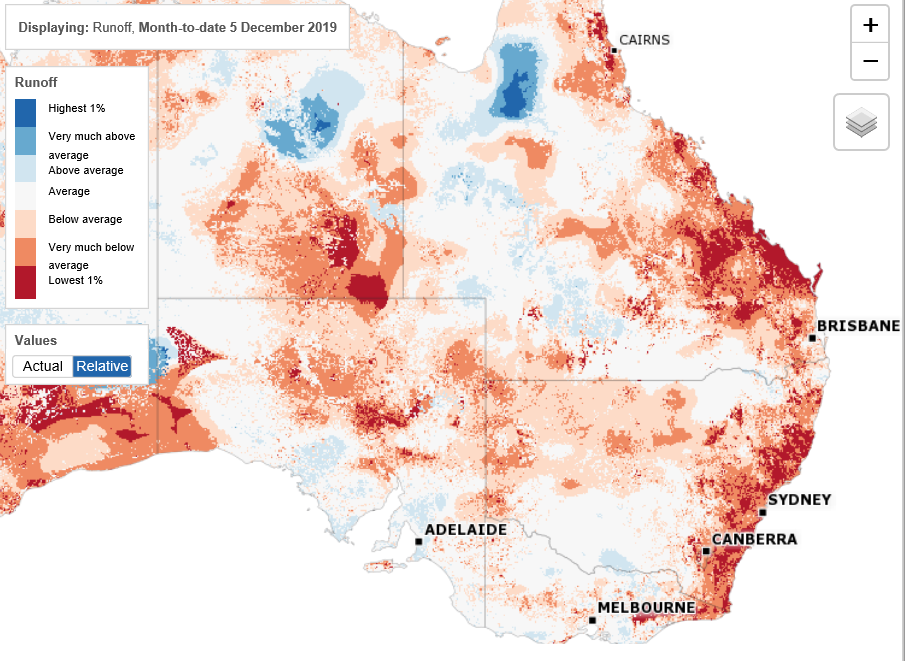 Displaying: Runoff, Month-to-date 5 December 2019
CAIRNS
+
−
Runoff
Highest 1%
Very much above
average
Above average
Average
Below average
Very much below
average
Lowest 1%
Values
Actual Relative
BRISBANE
SYDNEY
ADELAIDE
CANBERRA
MELBOURNE